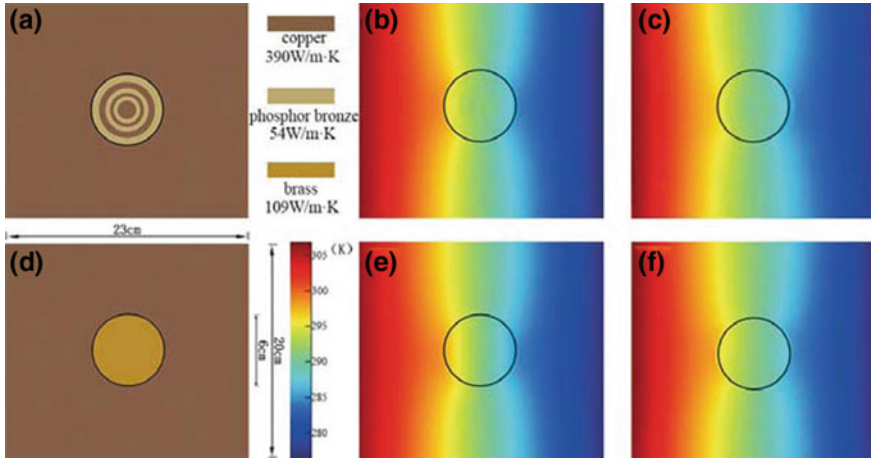 (a)
copper
390W/m·K
phosphor bronze
54W/m·K
brass
109W/m·K
(b)
(c)
23cm
(d)
6cm
20cm
(K)
305
300
295
290
285
280
(e)
(f)